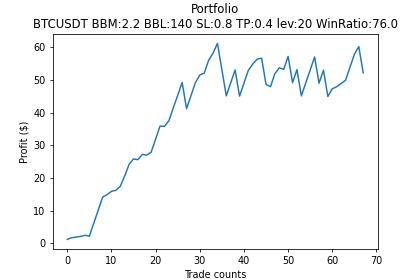 Portfolio
BTCUSDT BBM:2.2 BBL:140 SL:0.8 TP:0.4 lev:20 WinRatio:76.0
60
50
40
30
20
10
0
Profit ($)
0 10 20 30 40 50 60 70
Trade counts